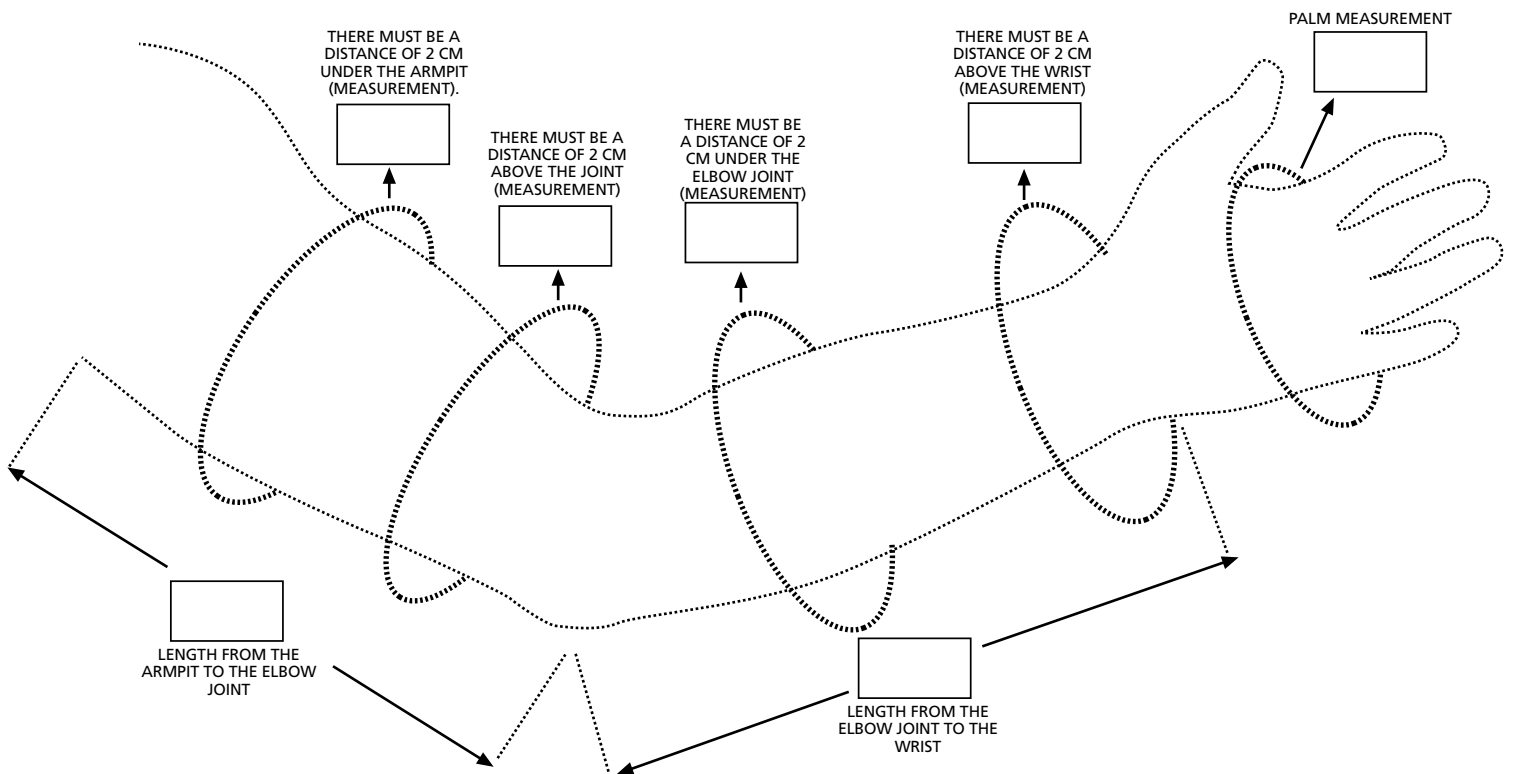 THERE MUST BE A
DISTANCE OF 2 CM
UNDER THE ARMPIT
(MEASUREMENT).
THERE MUST BE A
DISTANCE OF 2 CM
ABOVE THE JOINT
(MEASUREMENT)
THERE MUST BE
A DISTANCE OF 2
CM UNDER THE
ELBOW JOINT
(MEASUREMENT)
THERE MUST BE A
DISTANCE OF 2 CM
ABOVE THE WRIST
(MEASUREMENT)
PALM MEASUREMENT
LENGTH FROM THE
ARMPIT TO THE ELBOW
JOINT
LENGTH FROM THE
ELBOW JOINT TO THE
WRIST